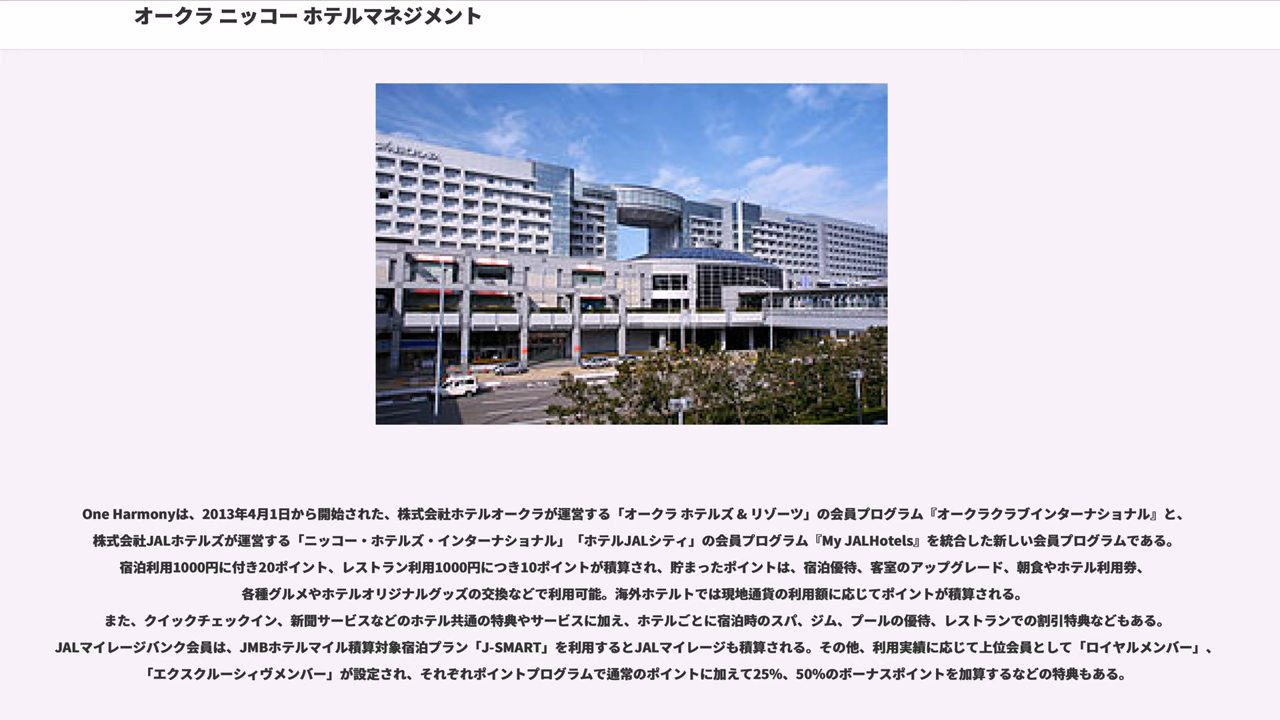 オークラ ニッコー ホテルマネジメント
One Harmonyは、2013年4月1日から開始された、株式会社ホテルオークラが運営する「オークラ ホテルズ & リゾーツ」の会員プログラム『オークラクラブインターナショナル』と、
株式会社JALホテルズが運営する「ニッコー・ホテルズ・インターナショナル」「ホテルJALシティ」の会員プログラム『My JALHotels』を統合した新しい会員プログラムである。
宿泊利用1000円に付き20ポイント、レストラン利用1000円につき10ポイントが積算され、貯まったポイントは、宿泊優待、客室のアップグレード、朝食やホテル利用券、
各種グルメやホテルオリジナルグッズの交換などで利用可能。海外ホテルトでは現地通貨の利用額に応じてポイントが積算される。
また、クイックチェックイン、新聞サービスなどのホテル共通の特典やサービスに加え、ホテルごとに宿泊時のスパ、ジム、プールの優待、レストランでの割引特典などもある。
JALマイレージバンク会員は、JMBホテルマイル積算対象宿泊プラン「J-SMART」を利用するとJALマイレージも積算される。その他、利用実績に応じて上位会員として「ロイヤルメンバー」、
「エクスクルーシィヴメンバー」が設定され、それぞれポイントプログラムで通常のポイントに加えて25%、50%のボーナスポイントを加算するなどの特典もある。